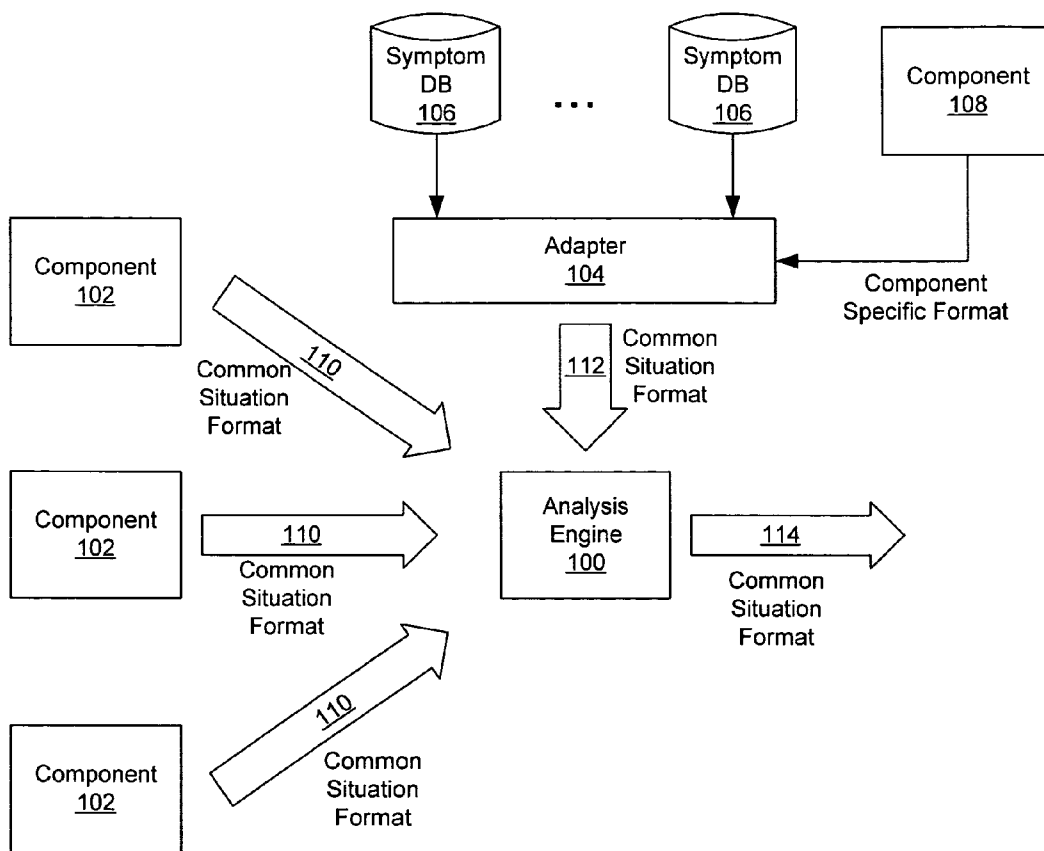 Symptom
DB
106
...
Symptom
DB
106
Component
108
Adapter
104
Component
Specific Format
Component
102
110
Common
Situation
Format
112
Common
Situation
Format
Component
102
110
Common
Situation
Format
Analysis
Engine
100
114
Common
Situation
Format
Component
102
110
Common
Situation
Format